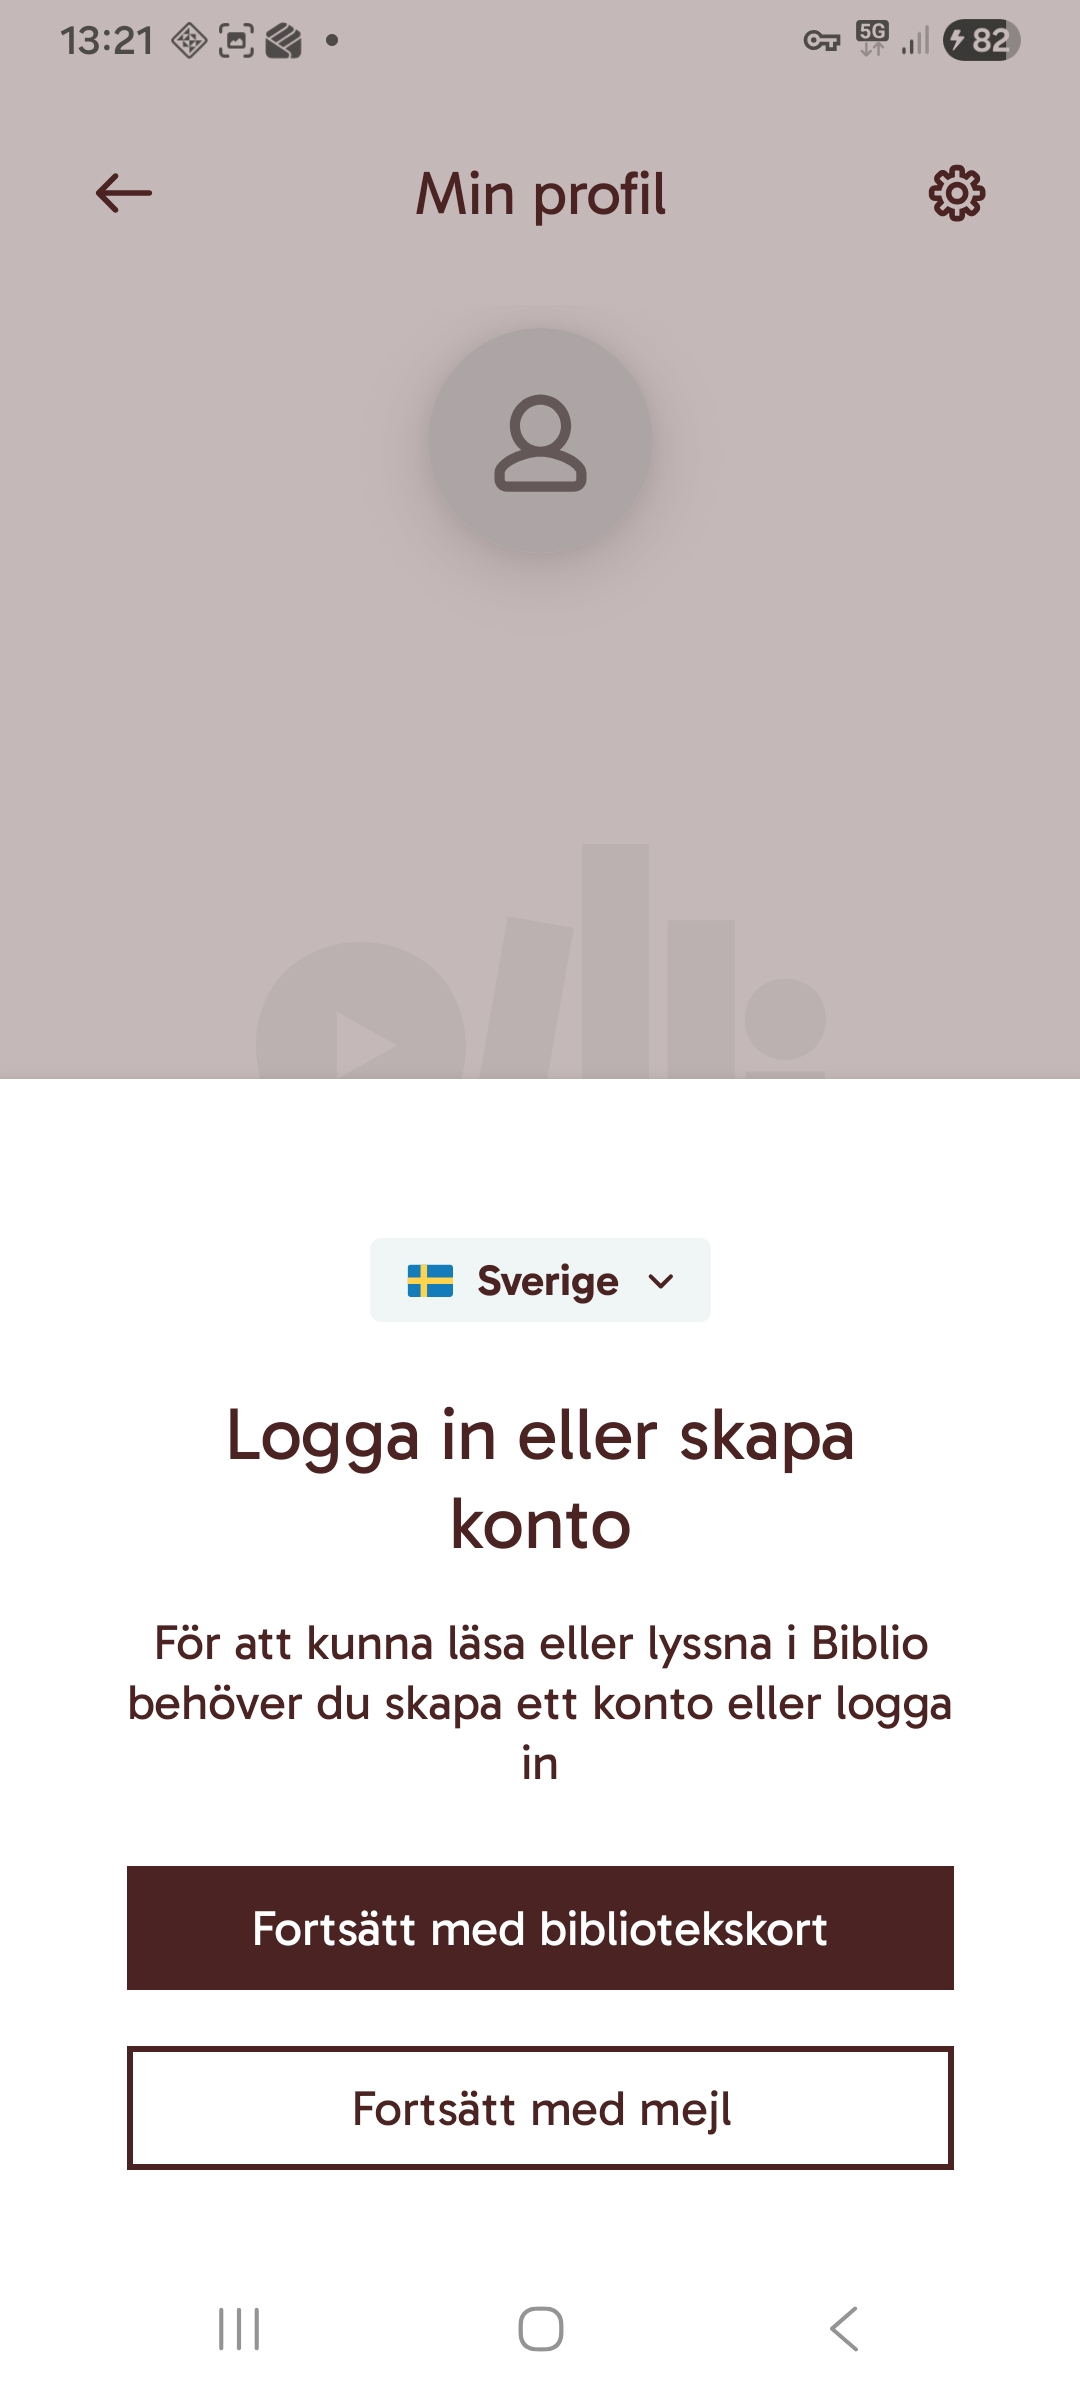 13:21
5G
82
Min profil
Sverige
Logga in eller skapa
konto
För att kunna läsa eller lyssna i Biblio
behöver du skapa ett konto eller logga
in
Fortsätt med bibliotekskort
Fortsätt med mejl